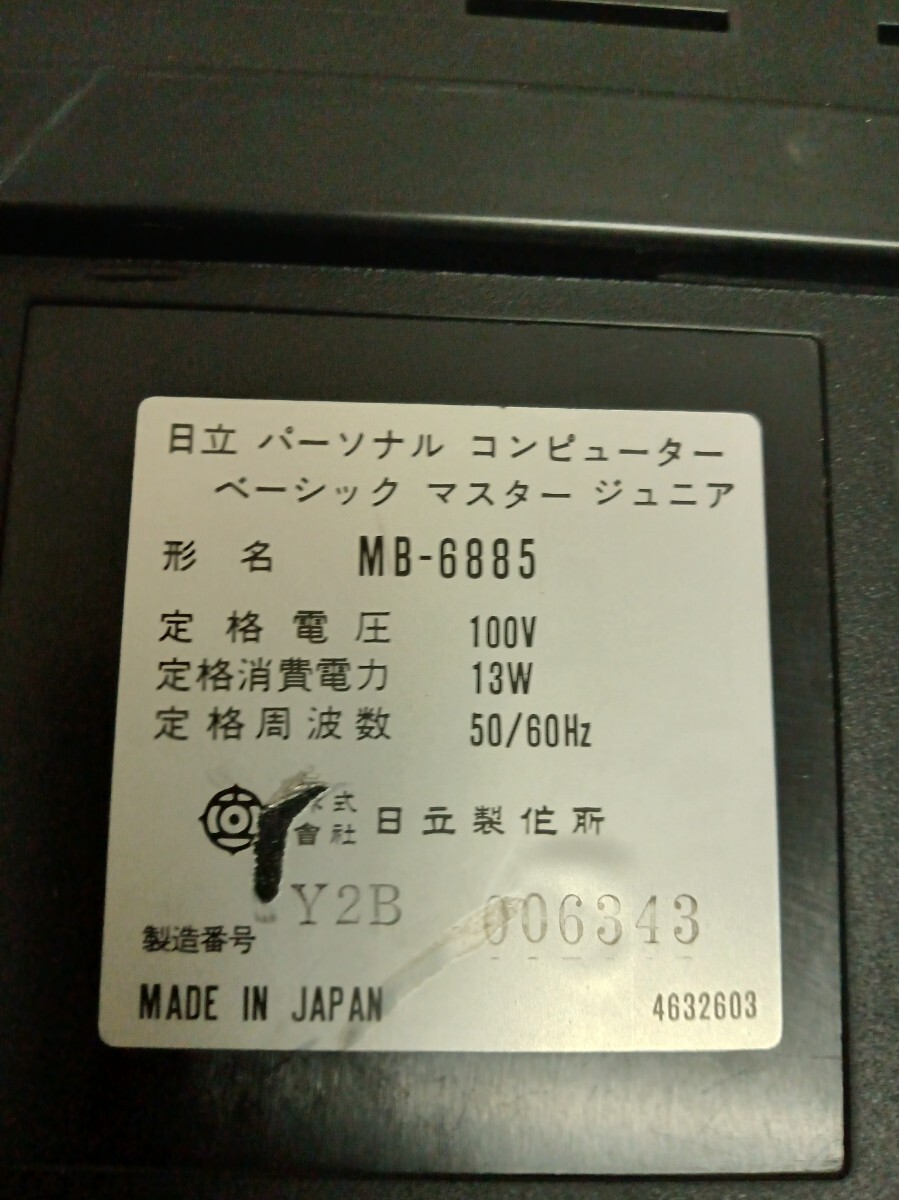 日立 パーソナル コンピューター
ベーシック マスター ジュニア
形名 MB-6885
定格電圧 100V
定格消費電力 13W
定格周波数 50/60Hz
株式會社 日立製作所
製造番号 Y2B 006343
MADE IN JAPAN 4632603